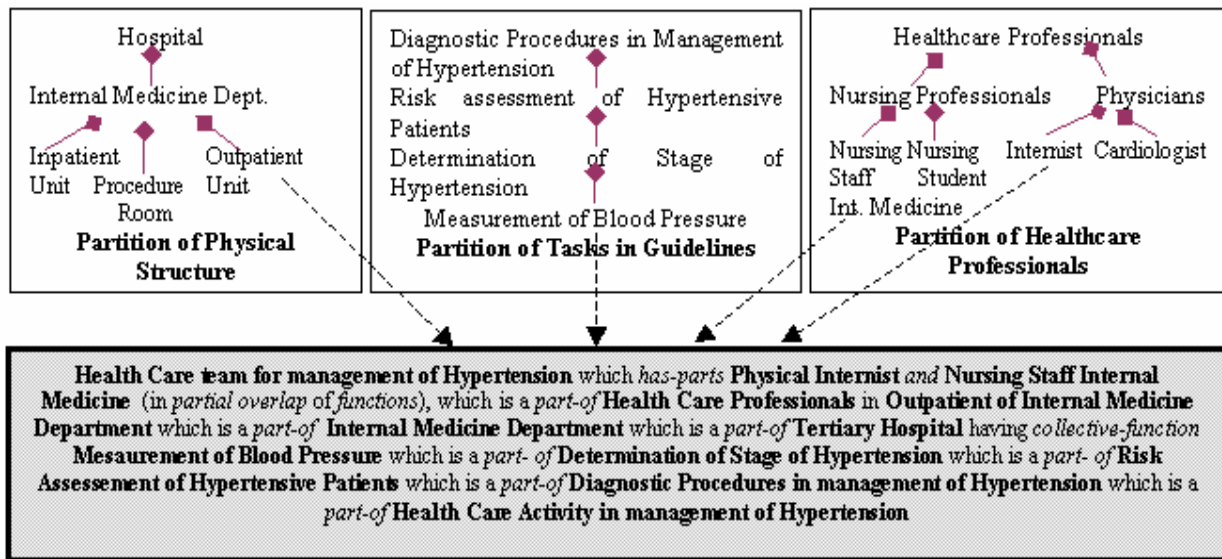 Hospital
Internal Medicine Dept.
Inpatient Unit
Procedure Room
Outpatient Unit
Partition of Physical
Structure
Diagnostic Procedures in Management
of Hypertension
Risk assessment of Hypertensive
Patients
Determination of Stage of
Hypertension
Measurement of Blood Pressure
Partition of Tasks in Guidelines
Healthcare Professionals
Nursing Professionals
Physicians
Nursing Staff Int. Medicine
Nursing Student
Internist
Cardiologist
Partition of Healthcare
Professionals
Health Care team for management of Hypertension which has-parts Physical Internist and Nursing Staff Internal
Medicine (in partial overlap of functions), which is a part-of Health Care Professionals in Outpatient of Internal Medicine
Department which is a part-of Internal Medicine Department which is a part-of Tertiary Hospital having collective-function
Mesaurement of Blood Pressure which is a part- of Determination of Stage of Hypertension which is a part- of Risk
Assessement of Hypertensive Patients which is a part-of Diagnostic Procedures in management of Hypertension which is a
part-of Health Care Activity in management of Hypertension